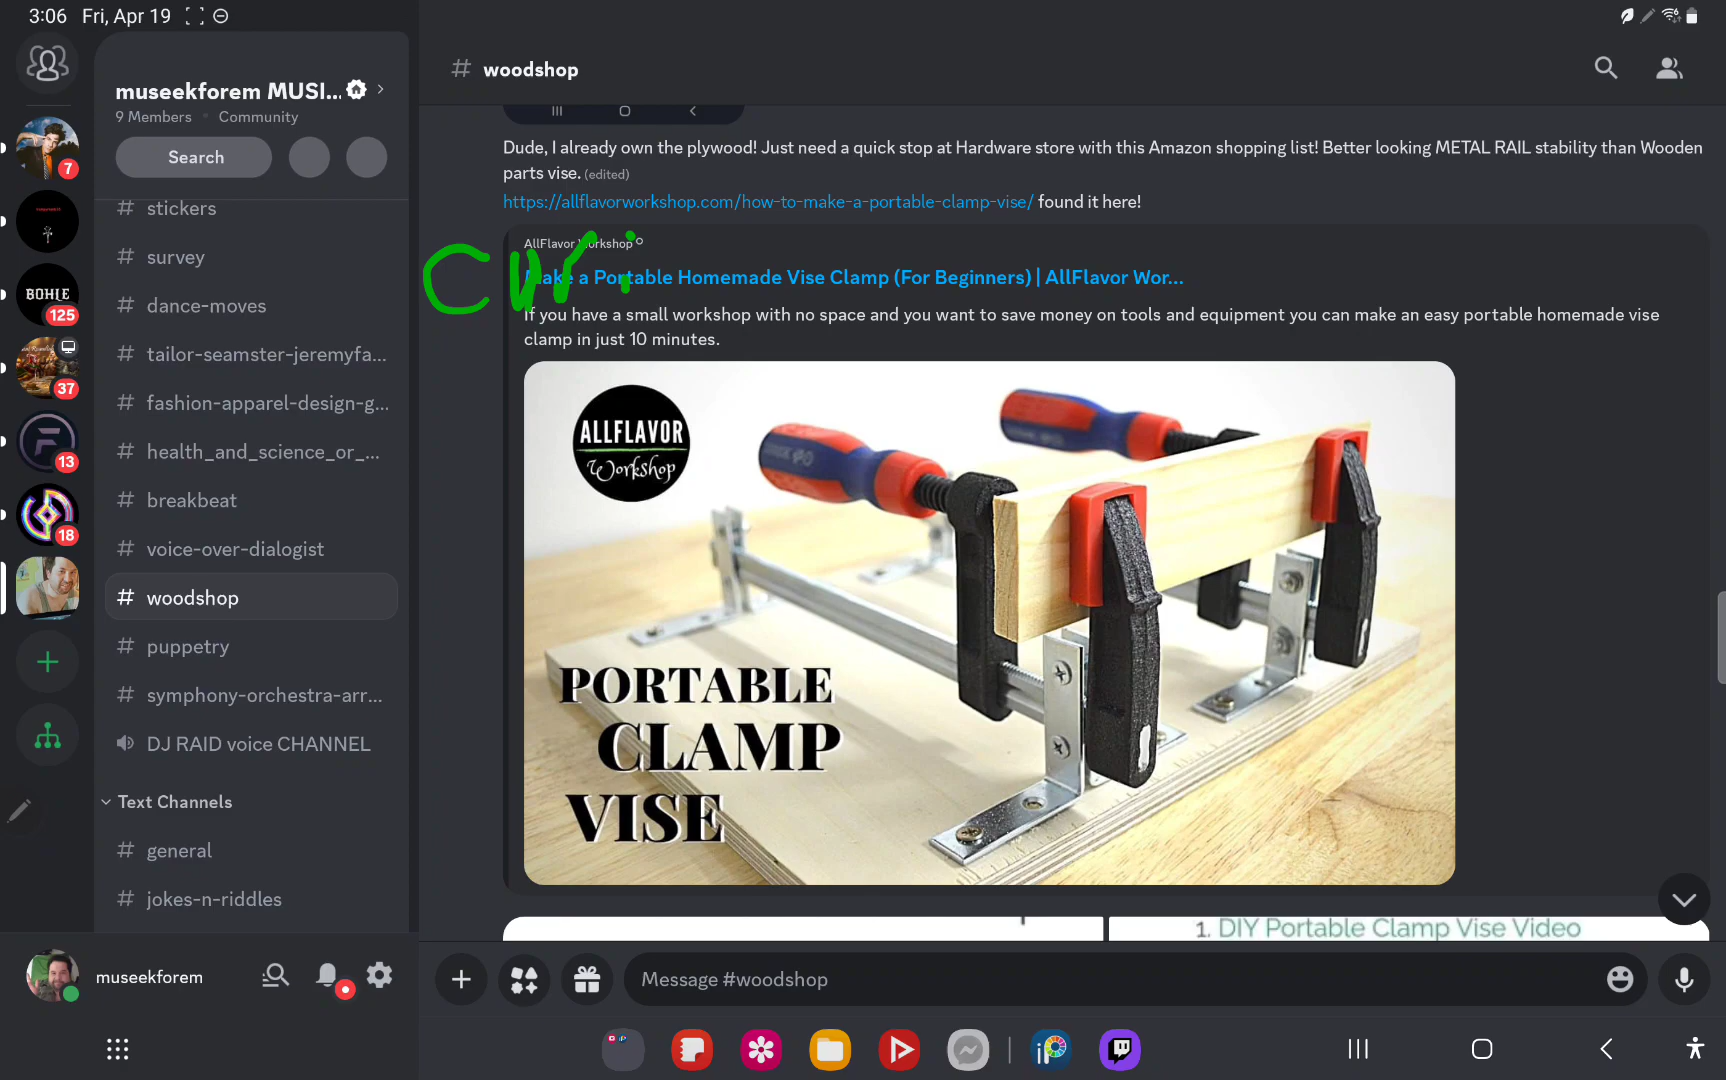 3:06 Fri, Apr 19
museekforem MUSI...
9 Members • Community
Search
# stickers
# survey
# dance-moves
# tailor-seamster-jeremyfa...
# fashion-apparel-design-g...
# health_and_science_or_...
# breakbeat
# voice-over-dialogist
# woodshop
# puppetry
# symphony-orchestra-arr...
DJ RAID voice CHANNEL
Text Channels
# general
# jokes-n-riddles
museekforem
7
BOHLE
125
37
13
18
# woodshop
Dude, I already own the plywood! Just need a quick stop at Hardware store with this Amazon shopping list! Better looking METAL RAIL stability than Wooden
parts vise. (edited)
https://allflavorworkshop.com/how-to-make-a-portable-clamp-vise/ found it here!
AllFlavor Workshop
Make a Portable Homemade Vise Clamp (For Beginners) | AllFlavor Wor...
If you have a small workshop with no space and you want to save money on tools and equipment you can make an easy portable homemade vise
clamp in just 10 minutes.
ALLFLAVOR
Workshop
PORTABLE
CLAMP
VISE
1. DIY Portable Clamp Vise Video
Message #woodshop